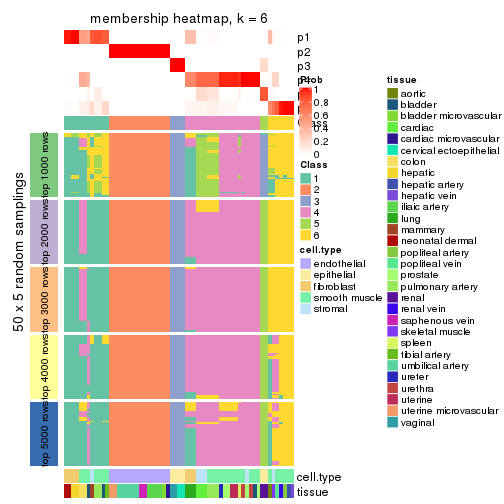 membership heatmap, k = 6
p1
p2
p3
Prob
1
0.8
0.6
0.4
0.2
0
Class
1
2
3
4
5
6
cell.type
endothelial
epithelial
fibroblast
smooth muscle
stromal
tissue
aortic
bladder
bladder microvascular
cardiac
cardiac microvascular
cervical ectoepithelial
colon
hepatic
hepatic artery
hepatic vein
iliaic artery
lung
mammary
neonatal dermal
popliteal artery
popliteal vein
prostate
pulmonary artery
renal
renal vein
saphenous vein
skeletal muscle
spleen
tibial artery
umbilical artery
ureter
urethra
uterine
uterine microvascular
vaginal
50 x 5 random samplings
top 1000 rows
top 2000 rows
top 3000 rows
top 4000 rows
top 5000 rows
cell.type
tissue